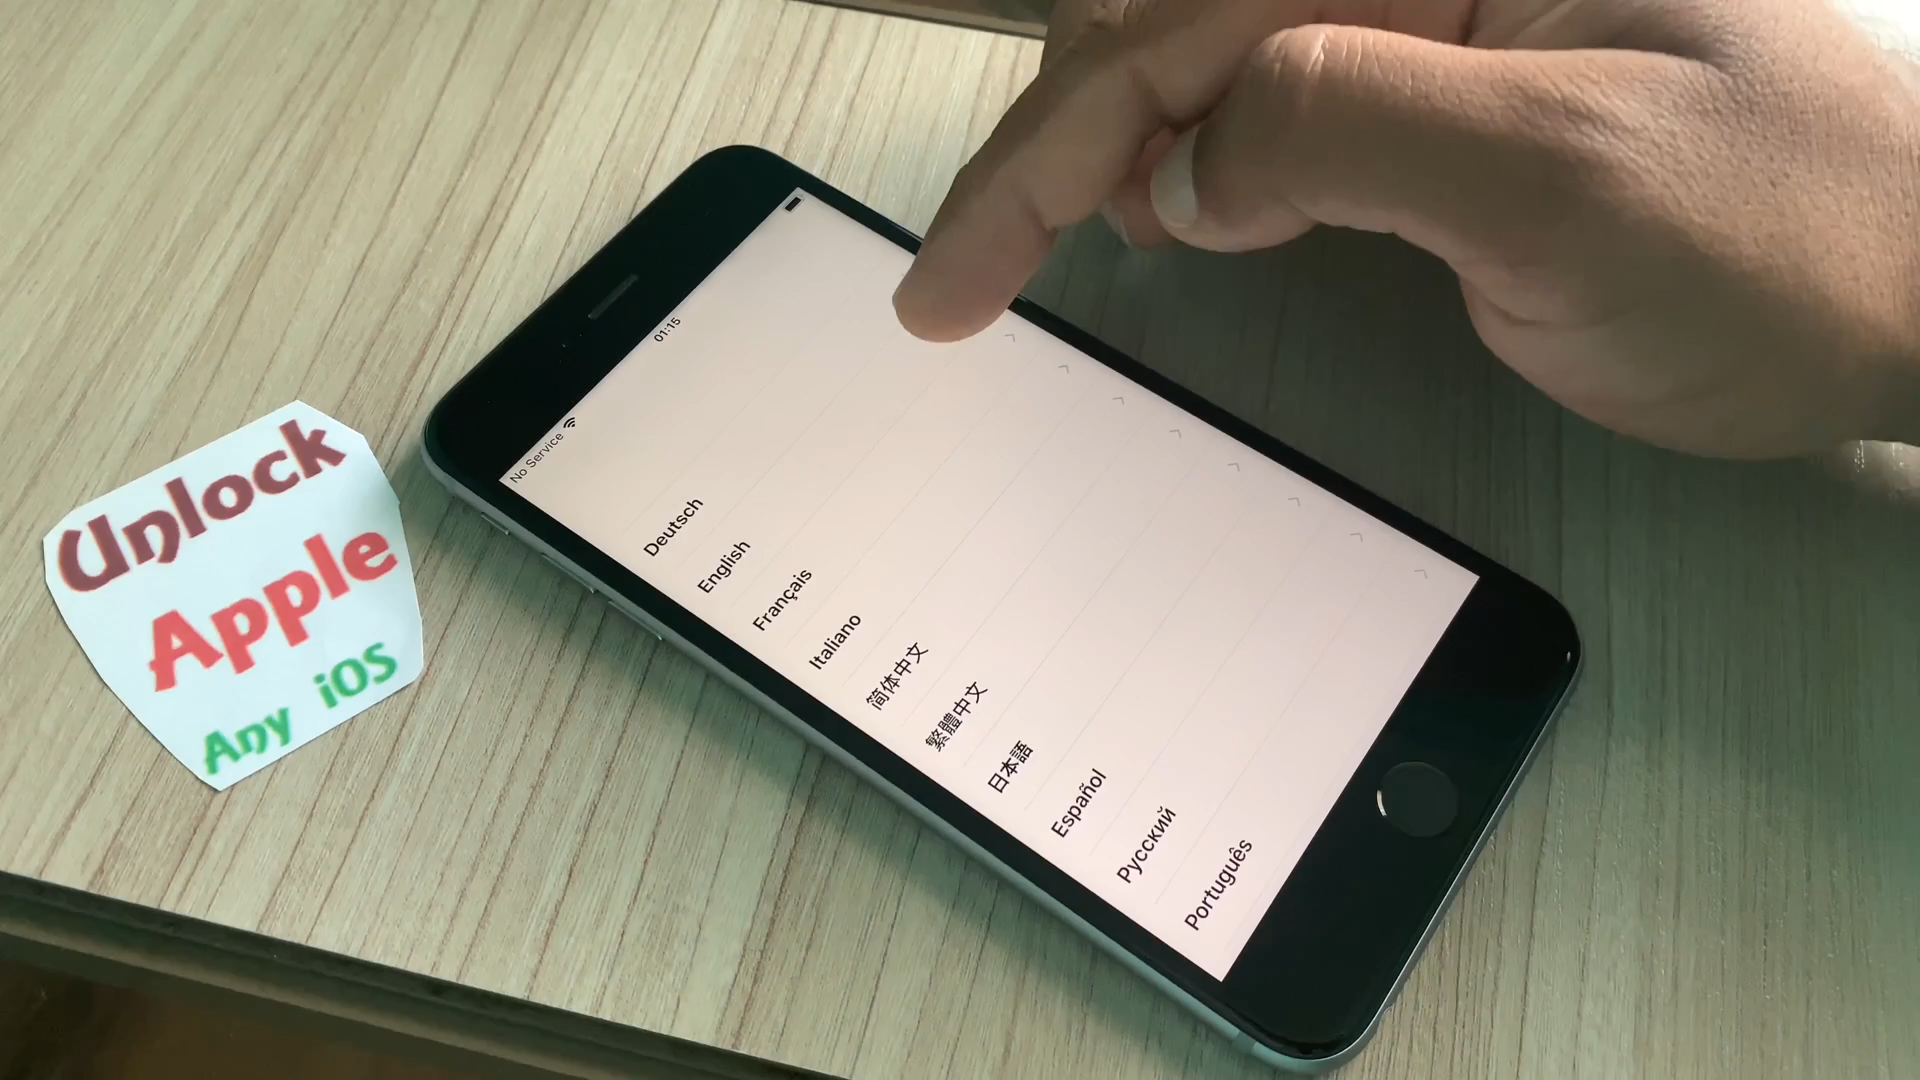 Unlock
Apple
Any iOS
No Service
01:15
Deutsch
English
Français
Italiano
简体中文
繁體中文
日本語
Español
Русский
Português